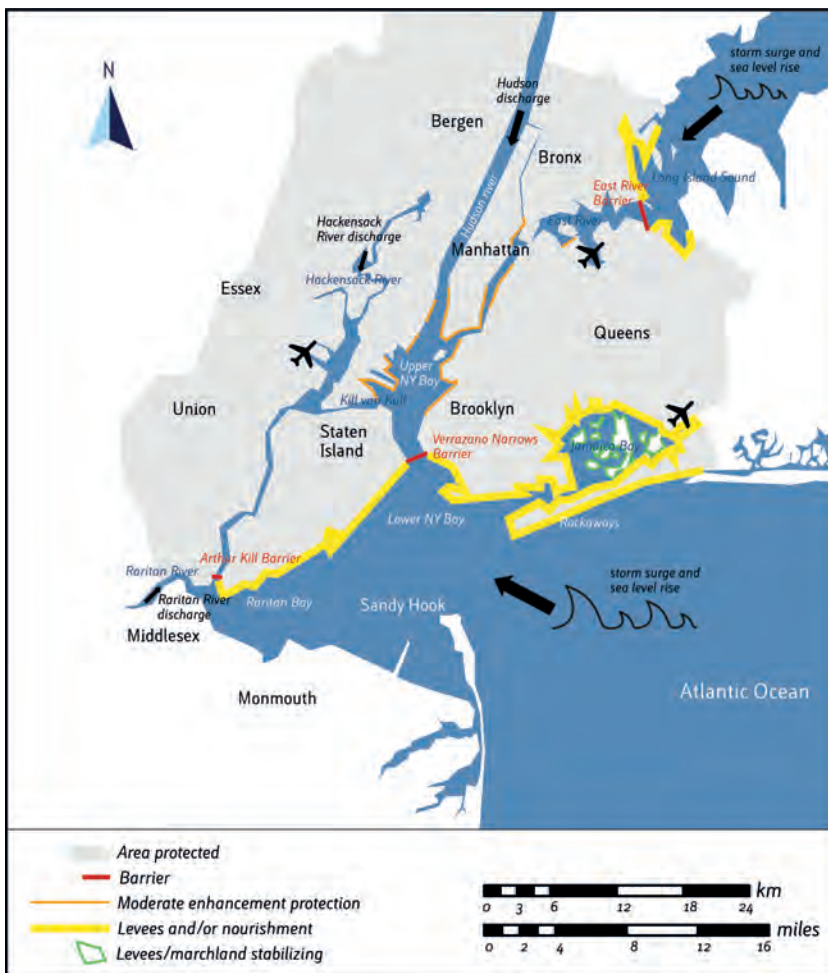 N
storm surge and
sea level rise
Hudson
discharge
Bergen
Bronx
Long Island Sound
East River
Barrier
East River
Hudson river
Manhattan
Hackensack
River discharge
Hackensack River
Essex
Queens
Upper
NY Bay
Union
Kill van Kull
Brooklyn
Staten
Island
Verrazano Narrows
Barrier
Jamaica Bay
Lower NY Bay
Rockaways
Arthur Kill Barrier
Raritan River
Raritan River
discharge
Raritan Bay
Sandy Hook
storm surge and
sea level rise
Middlesex
Monmouth
Atlantic Ocean
Area protected
Barrier
Moderate enhancement protection
Levees and/or nourishment
Levees/marchland stabilizing
km
0 3 6 12 18 24
miles
0 2 4 8 12 16